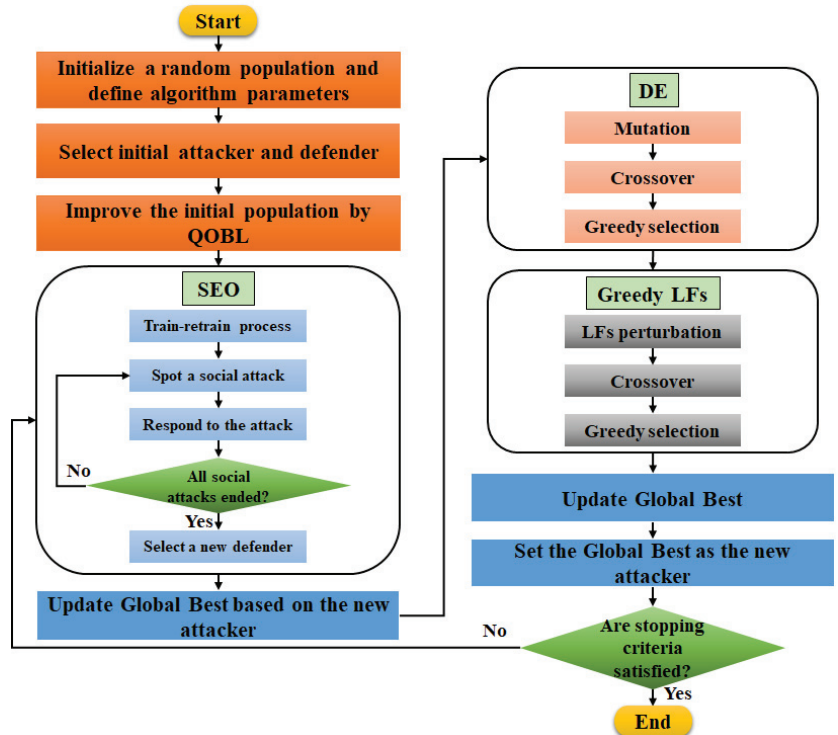 Start
Initialize a random population and
define algorithm parameters
Select initial attacker and defender
Improve the initial population by
QOBL
SEO
Train-retrain process
Spot a social attack
Respond to the attack
No
All social
attacks ended?
Yes
Select a new defender
Update Global Best based on the new
attacker
DE
Mutation
Crossover
Greedy selection
Greedy LFs
LFs perturbation
Crossover
Greedy selection
Update Global Best
Set the Global Best as the new
attacker
No
Are stopping
criteria
satisfied?
Yes
End